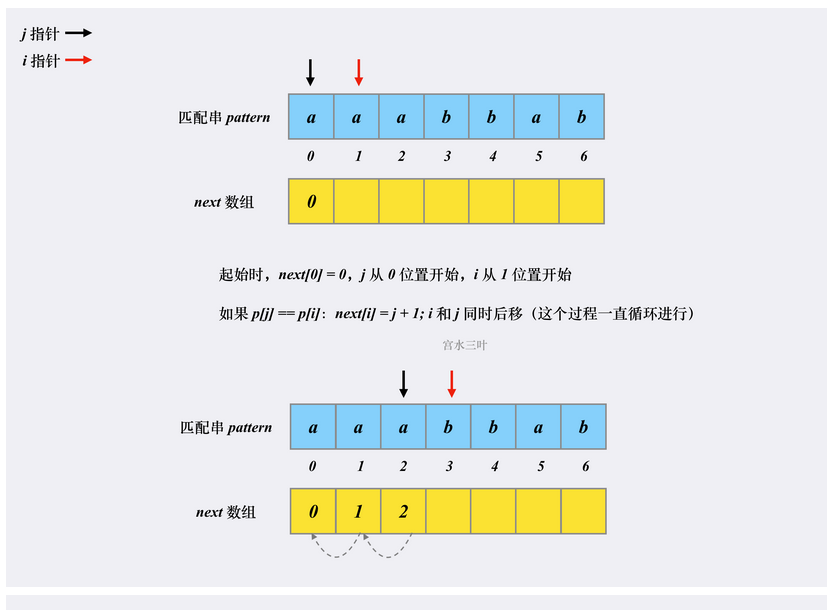 j 指针
i 指针
匹配串 pattern a a a b b a b
0 1 2 3 4 5 6
next 数组 0
起始时，next[0] = 0，j 从 0 位置开始，i 从 1 位置开始
如果 p[j] == p[i]：next[i] = j + 1; i 和 j 同时后移（这个过程一直循环进行）
宫水三叶
匹配串 pattern a a a b b a b
0 1 2 3 4 5 6
next 数组 0 1 2